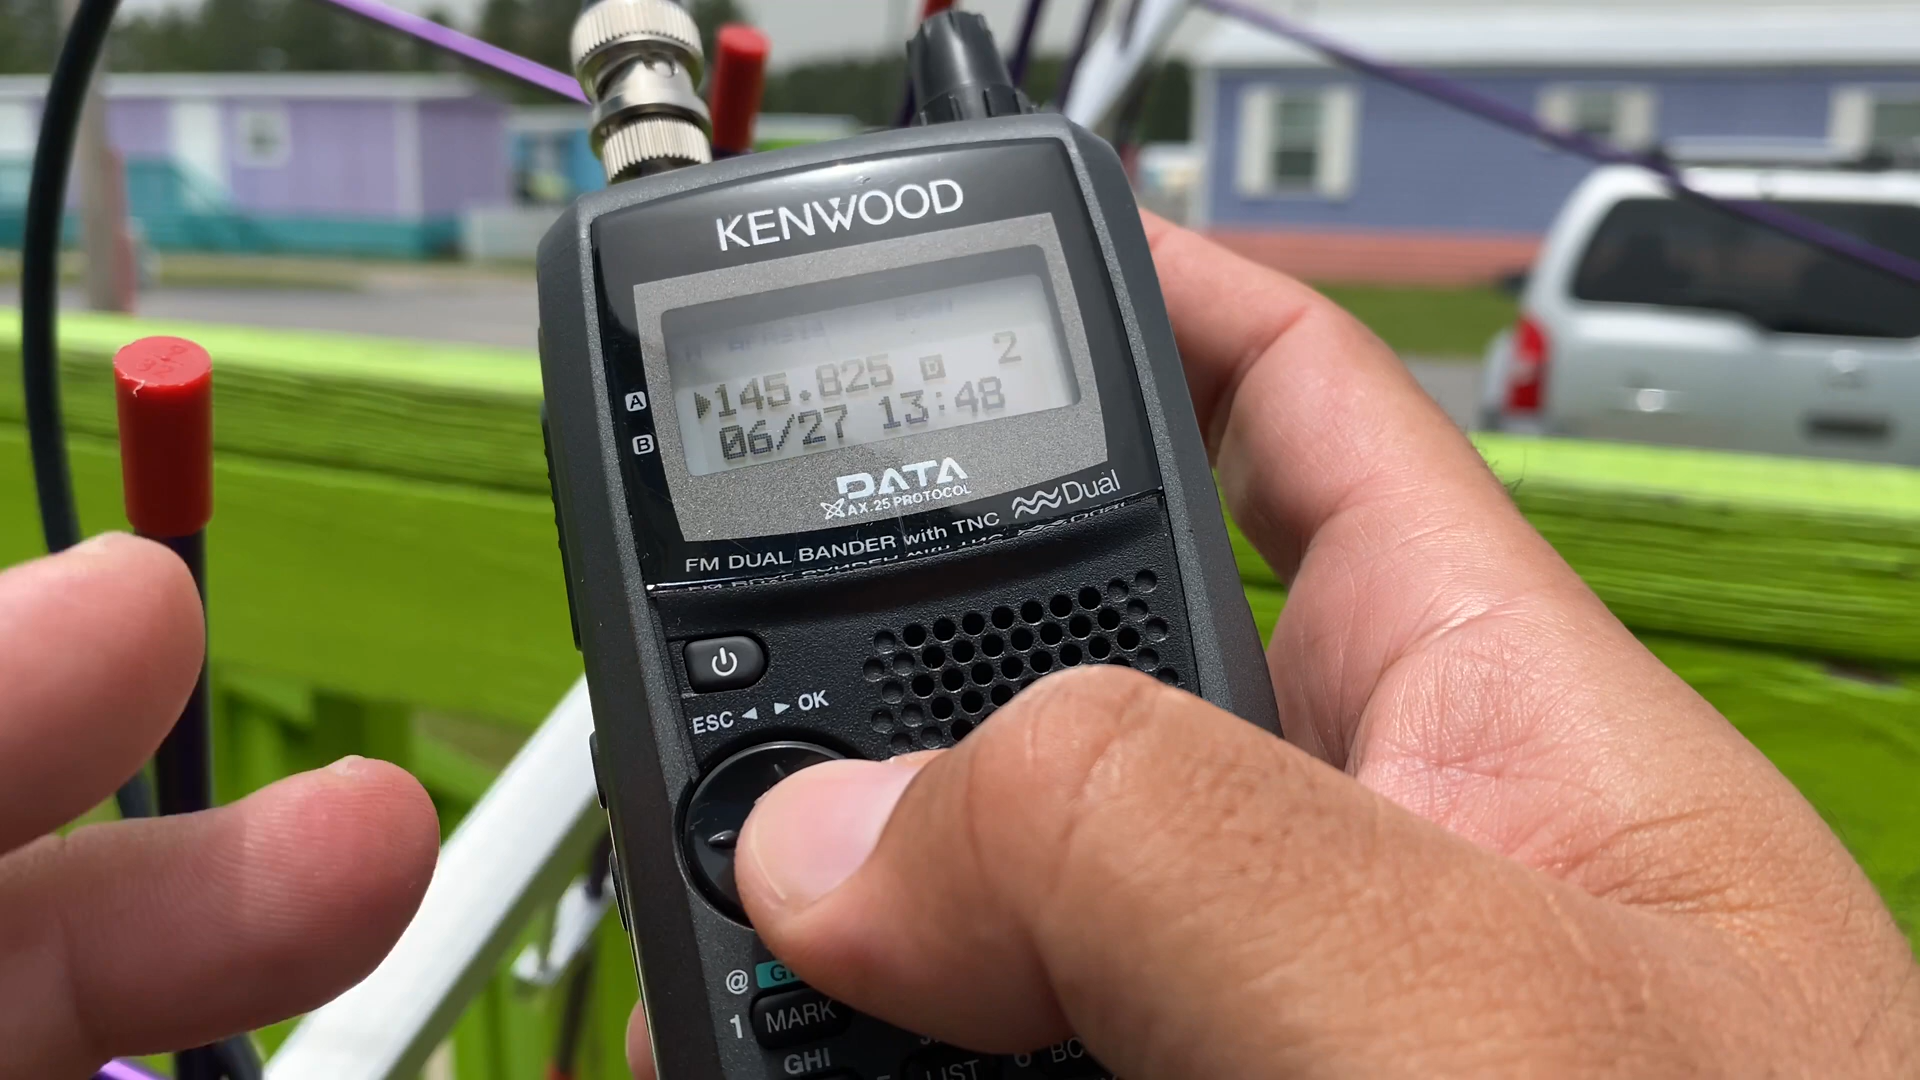 KENWOOD
▶145.825 D 2
06/27 13:48
A
B
DATA
AX.25 PROTOCOL
Dual
FM DUAL BANDER with TNC
ESC ◀ ▶ OK
@
1 MARK
GHI
LIST